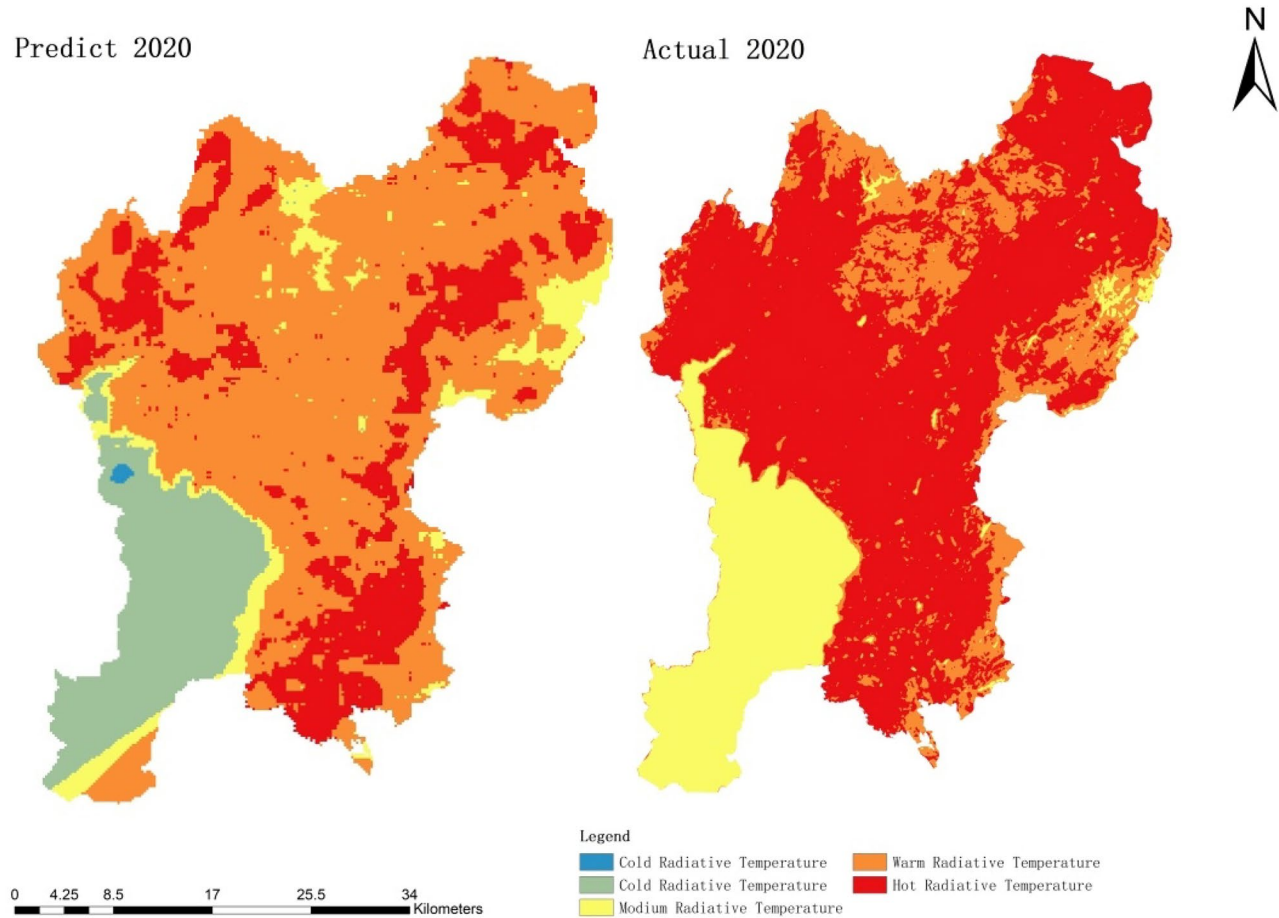 N
Predict 2020
Actual 2020
Legend
Cold Radiative Temperature
Warm Radiative Temperature
Cold Radiative Temperature
Hot Radiative Temperature
Modium Radiative Temperature
0 4.25 8.5 17 25.5 34
Kilometers